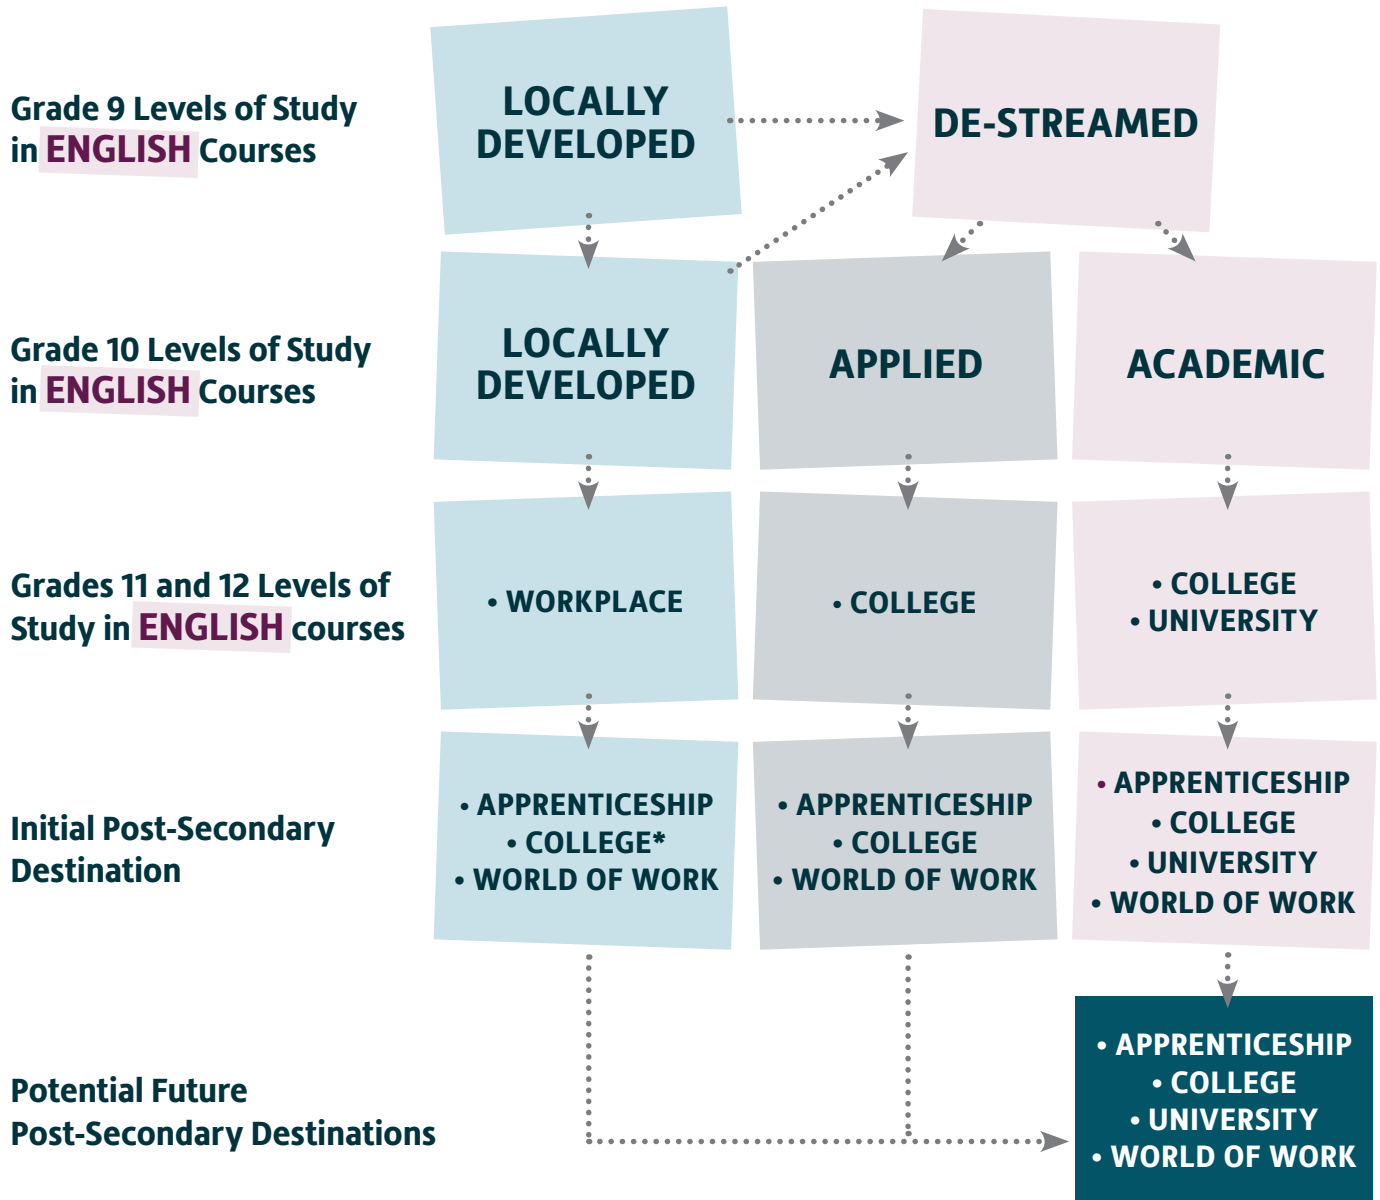 Grade 9 Levels of Study
in ENGLISH Courses
LOCALLY
DEVELOPED
DE-STREAMED
Grade 10 Levels of Study
in ENGLISH Courses
LOCALLY
DEVELOPED
APPLIED
ACADEMIC
Grades 11 and 12 Levels of
Study in ENGLISH courses
• WORKPLACE
• COLLEGE
• COLLEGE
• UNIVERSITY
Initial Post-Secondary
Destination
• APPRENTICESHIP
• COLLEGE*
• WORLD OF WORK
• APPRENTICESHIP
• COLLEGE
• WORLD OF WORK
• APPRENTICESHIP
• COLLEGE
• UNIVERSITY
• WORLD OF WORK
Potential Future
Post-Secondary Destinations
• APPRENTICESHIP
• COLLEGE
• UNIVERSITY
• WORLD OF WORK